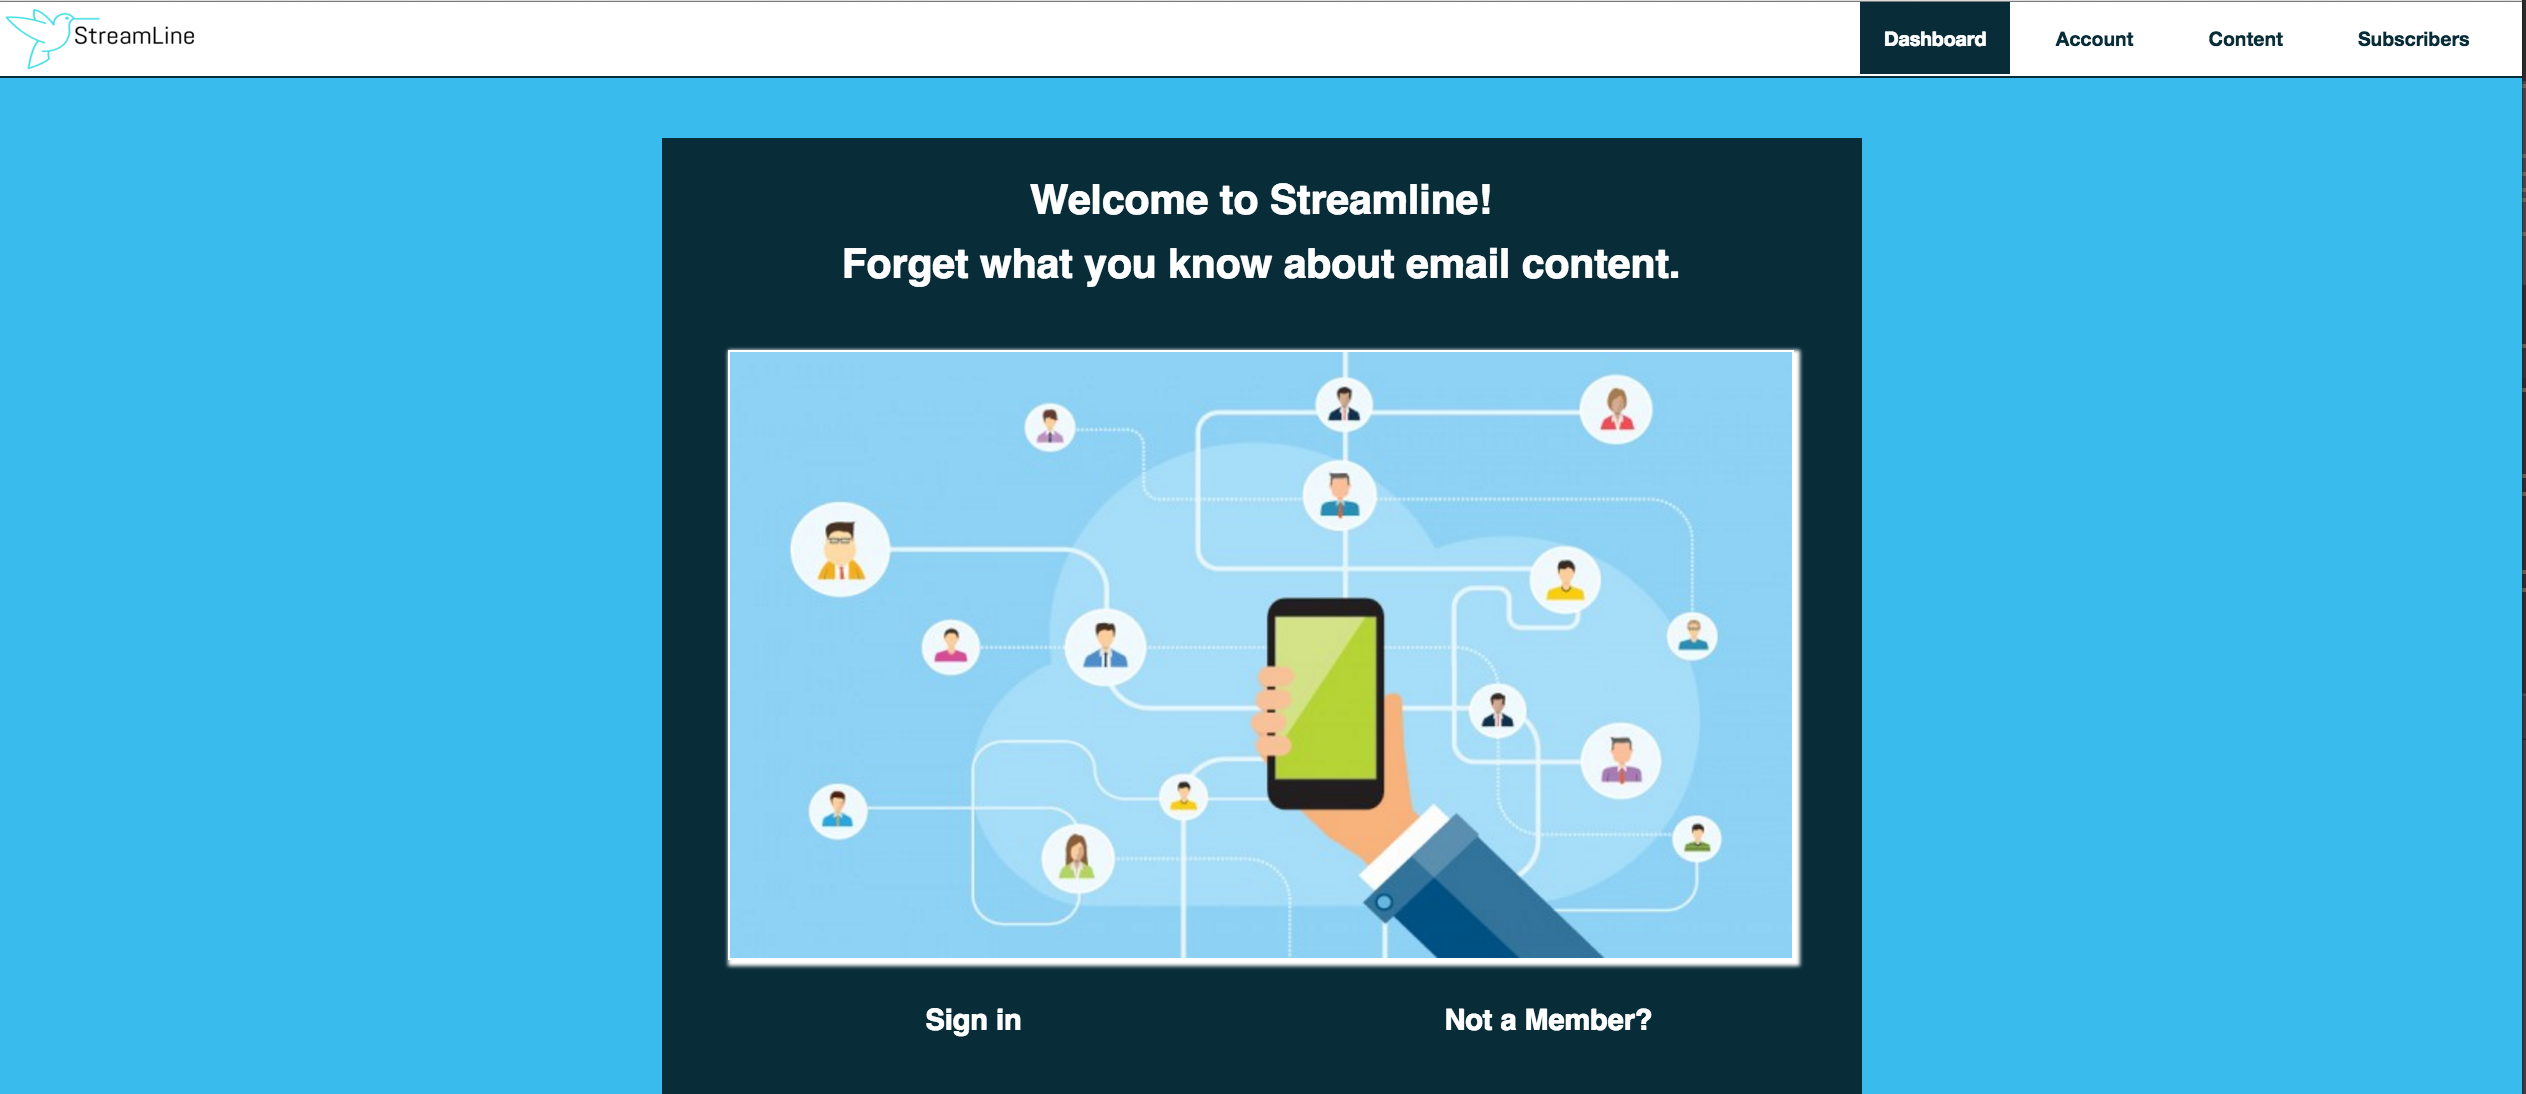 StreamLine
Dashboard Account Content Subscribers
Welcome to Streamline!
Forget what you know about email content.
Sign in Not a Member?